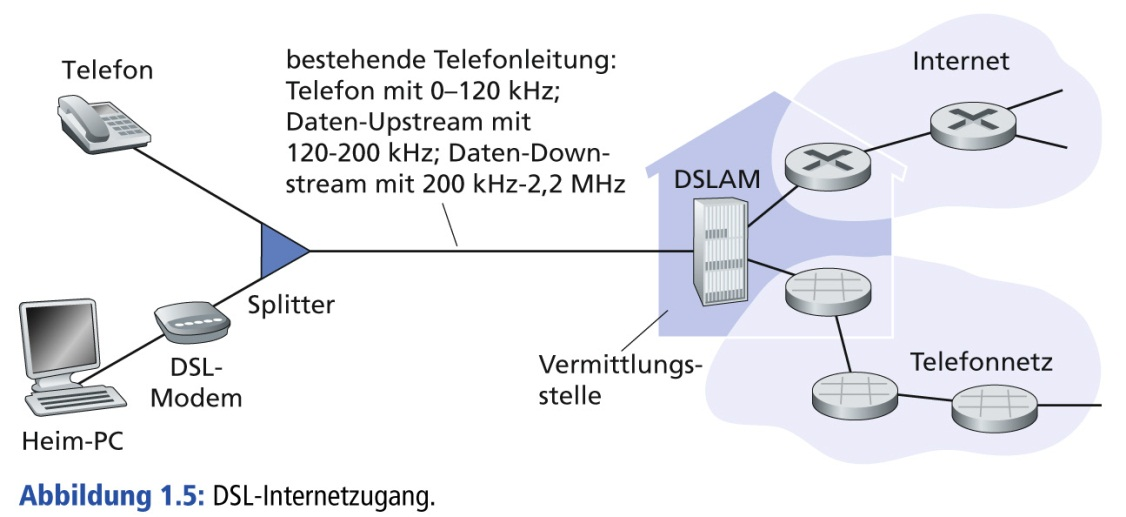 Telefon
bestehende Telefonleitung:
Telefon mit 0–120 kHz;
Daten-Upstream mit
120-200 kHz; Daten-Down-
stream mit 200 kHz-2,2 MHz
Internet
DSLAM
Splitter
DSL-
Modem
Heim-PC
Vermittlungs-
stelle
Telefonnetz
Abbildung 1.5: DSL-Internetzugang.